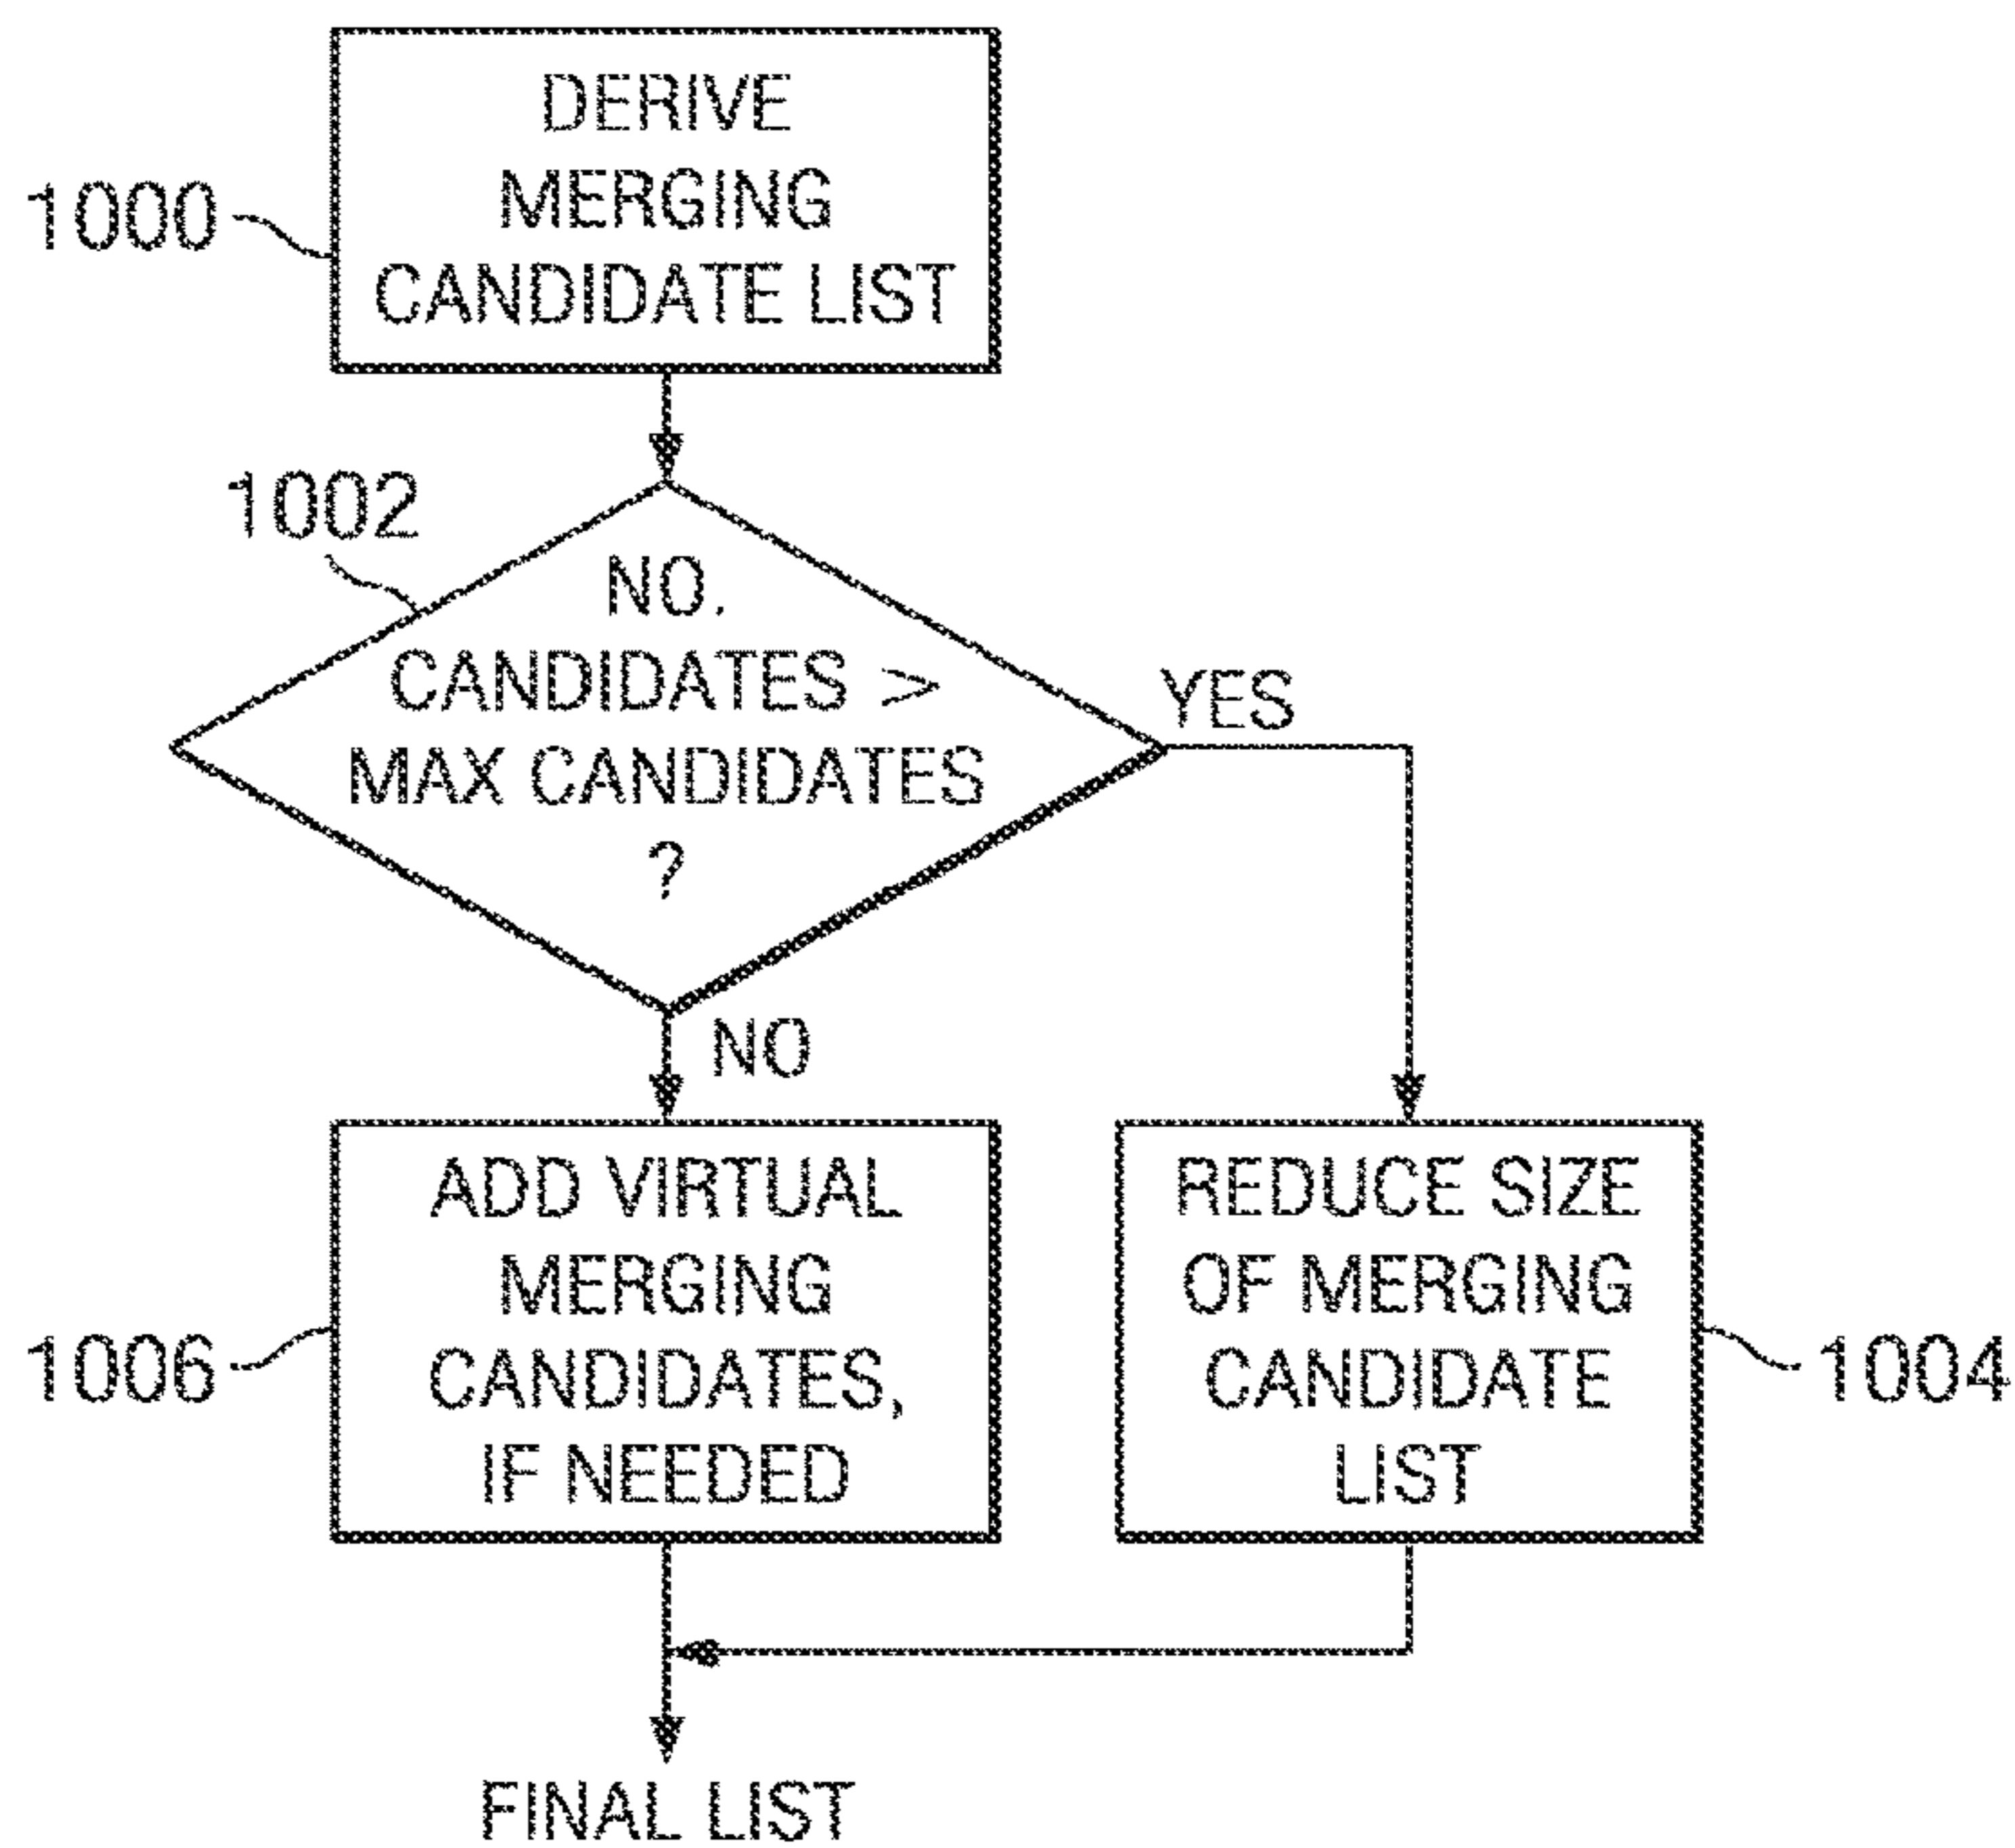 DERIVE
MERGING
CANDIDATE LIST
1000
1002
NO.
CANDIDATES >
MAX CANDIDATES
?
YES
NO
ADD VIRTUAL
MERGING
CANDIDATES,
IF NEEDED
1006
REDUCE SIZE
OF MERGING
CANDIDATE
LIST
1004
FINAL LIST